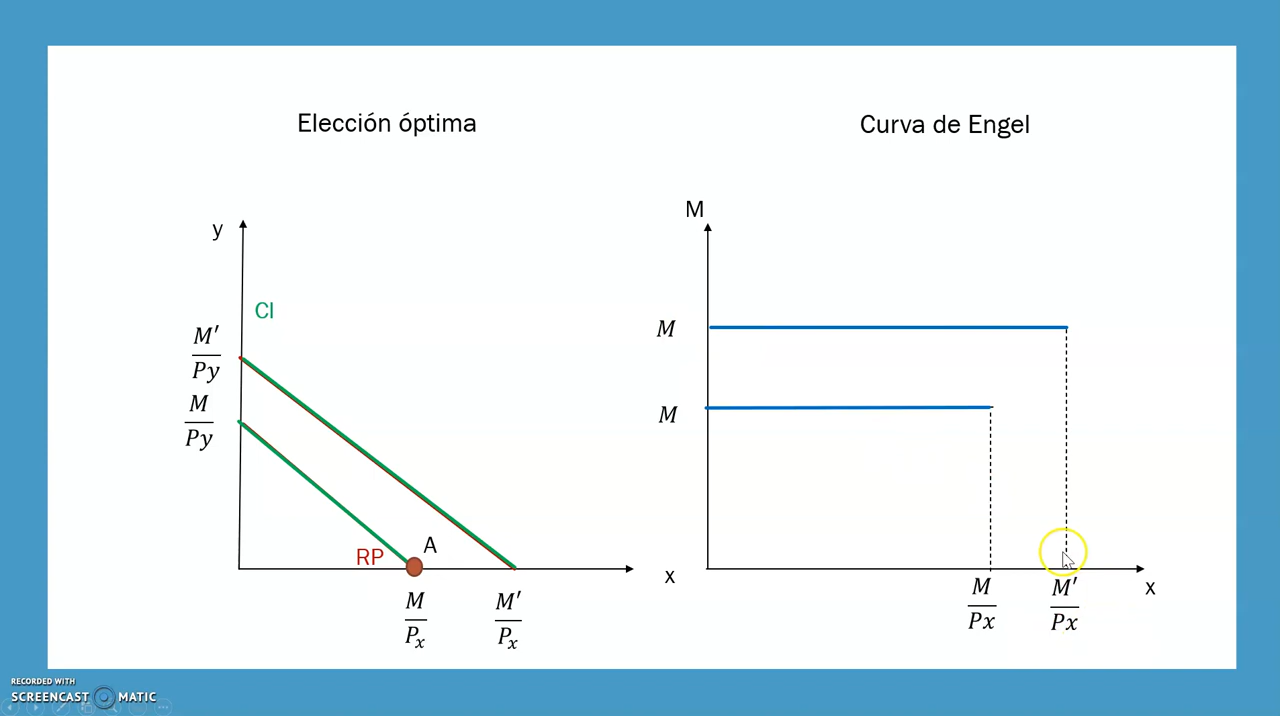 Elección óptima
y
CI
M′
Py
M
Py
RP
A
x
M
Px
M′
Px
Curva de Engel
M
M
M
x
M
Px
M′
Px
RECORDED WITH
SCREENCAST MATIC